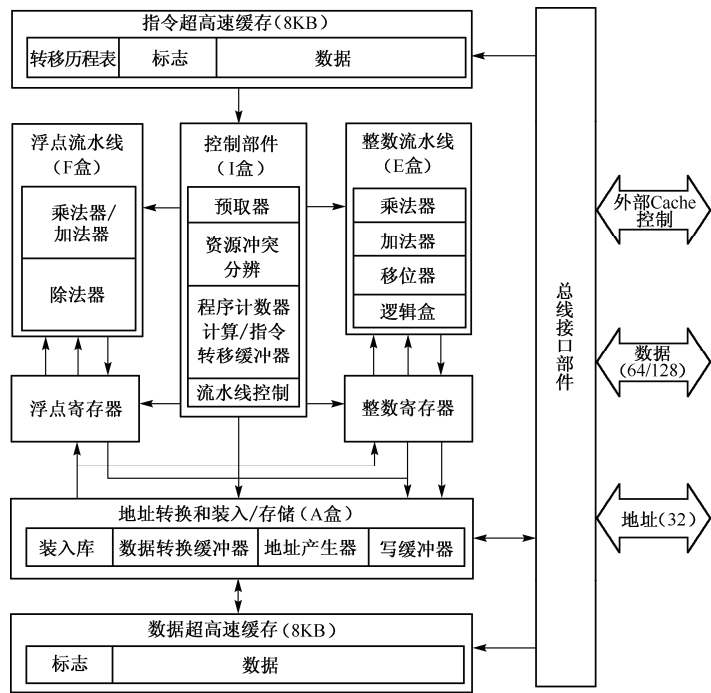 指令超高速缓存(8KB)
转移历程表
标志
数据
浮点流水线
(F盒)
乘法器/
加法器
除法器
控制部件
(I盒)
预取器
资源冲突
分辨
程序计数器
计算/指令
转移缓冲器
流水线控制
整数流水线
(E盒)
乘法器
加法器
移位器
逻辑盒
浮点寄存器
整数寄存器
地址转换和装入/存储(A盒)
装入库
数据转换缓冲器
地址产生器
写缓冲器
数据超高速缓存(8KB)
标志
数据
总线接口部件
外部Cache
控制
数据
(64/128)
地址(32)